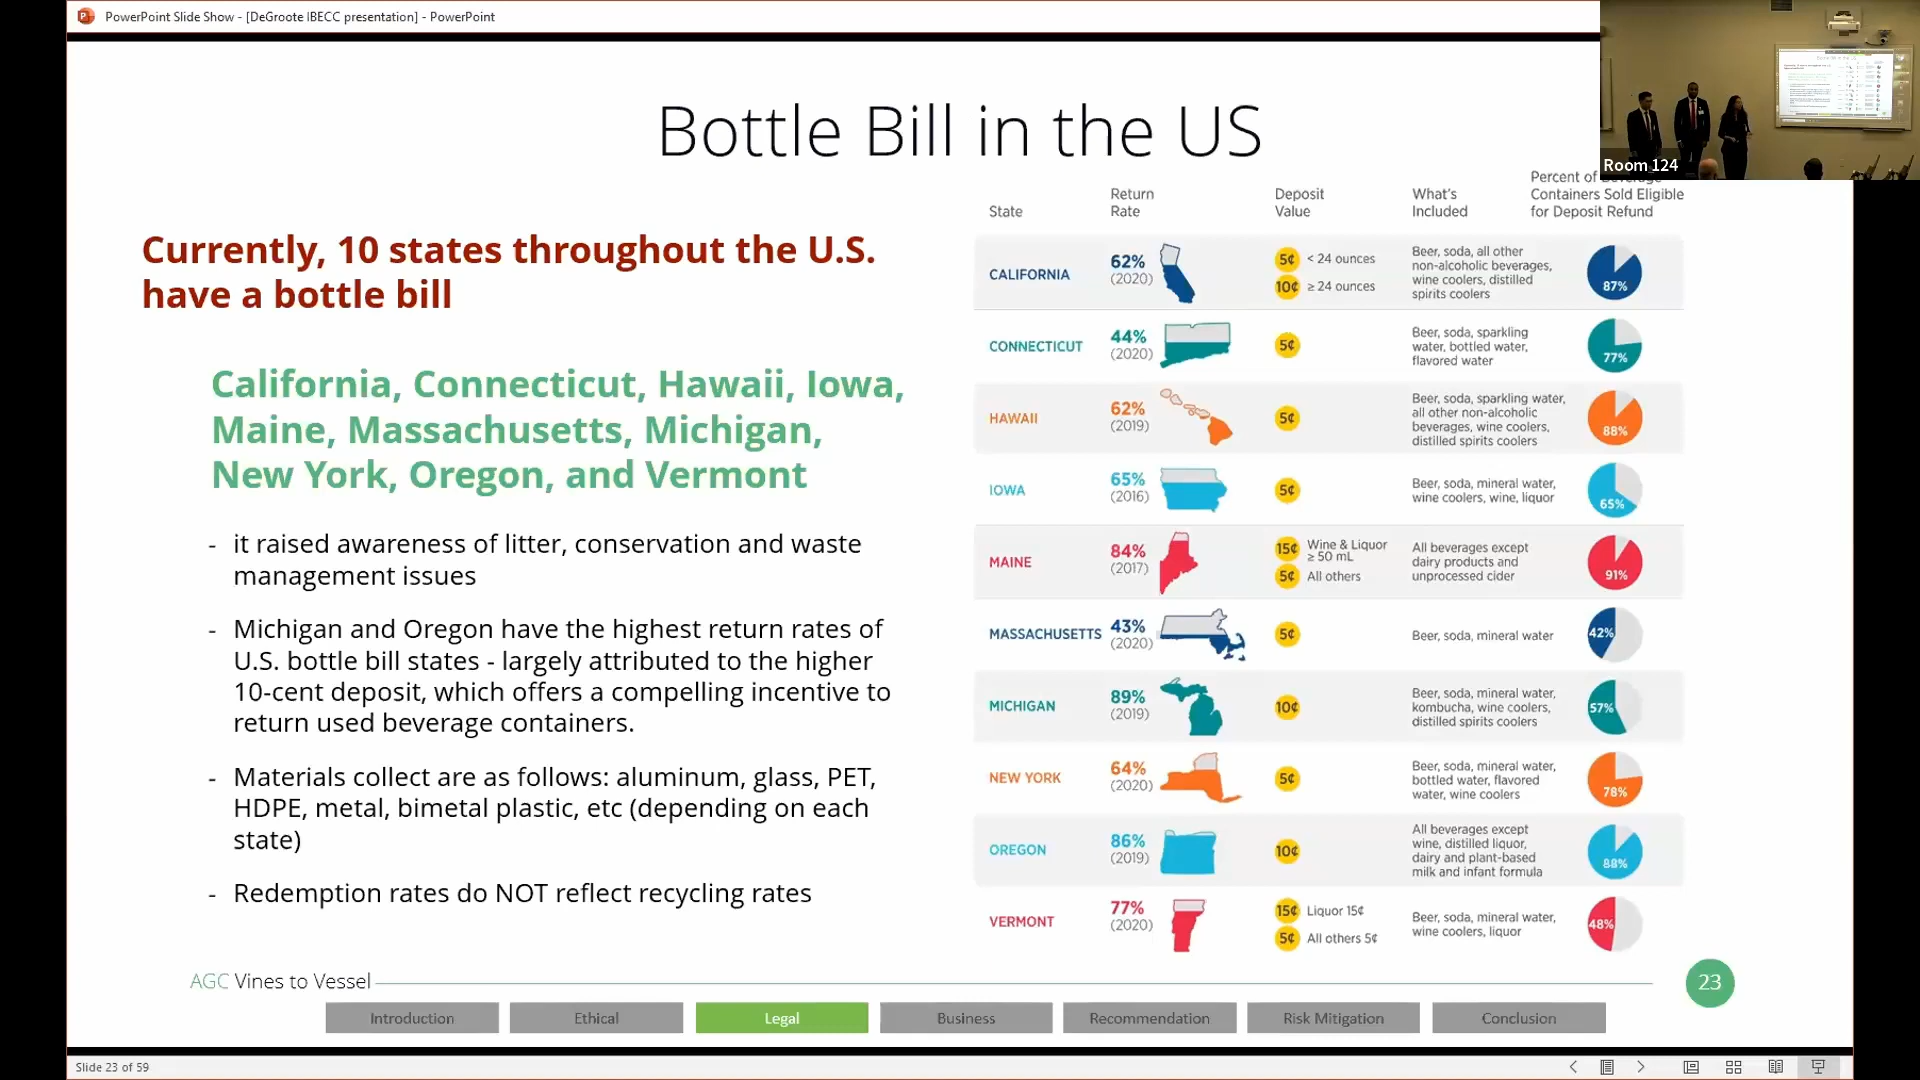 PowerPoint Slide Show - [DeGroote IBECC presentation] - PowerPoint
Room 124
Bottle Bill in the US
Currently, 10 states throughout the U.S.
have a bottle bill
California, Connecticut, Hawaii, Iowa,
Maine, Massachusetts, Michigan,
New York, Oregon, and Vermont
- it raised awareness of litter, conservation and waste
management issues
- Michigan and Oregon have the highest return rates of
U.S. bottle bill states - largely attributed to the higher
10-cent deposit, which offers a compelling incentive to
return used beverage containers.
- Materials collect are as follows: aluminum, glass, PET,
HDPE, metal, bimetal plastic, etc (depending on each
state)
- Redemption rates do NOT reflect recycling rates
State
Return
Rate
Deposit
Value
What's
Included
Percent of Beverage
Containers Sold Eligible
for Deposit Refund
CALIFORNIA
62%
(2020)
5¢ < 24 ounces
10¢ ≥ 24 ounces
Beer, soda, all other
non-alcoholic beverages,
wine coolers, distilled
spirits coolers
87%
CONNECTICUT
44%
(2020)
5¢
Beer, soda, sparkling
water, bottled water,
flavored water
77%
HAWAII
62%
(2019)
5¢
Beer, soda, sparkling water,
all other non-alcoholic
beverages, wine coolers,
distilled spirits coolers
88%
IOWA
65%
(2016)
5¢
Beer, soda, mineral water,
wine coolers, wine, liquor
65%
MAINE
84%
(2017)
15¢ Wine & Liquor
≥ 50 mL
5¢ All others
All beverages except
dairy products and
unprocessed cider
91%
MASSACHUSETTS
43%
(2020)
5¢
Beer, soda, mineral water
42%
MICHIGAN
89%
(2019)
10¢
Beer, soda, mineral water,
kombucha, wine coolers,
distilled spirits coolers
57%
NEW YORK
64%
(2020)
5¢
Beer, soda, mineral water,
bottled water, flavored
water, wine coolers
78%
OREGON
86%
(2019)
10¢
All beverages except
wine, distilled liquor,
dairy and plant-based
milk and infant formula
88%
VERMONT
77%
(2020)
15¢ Liquor 15¢
5¢ All others 5¢
Beer, soda, mineral water,
wine coolers, liquor
48%
AGC Vines to Vessel
23
Introduction
Ethical
Legal
Business
Recommendation
Risk Mitigation
Conclusion
Slide 23 of 59